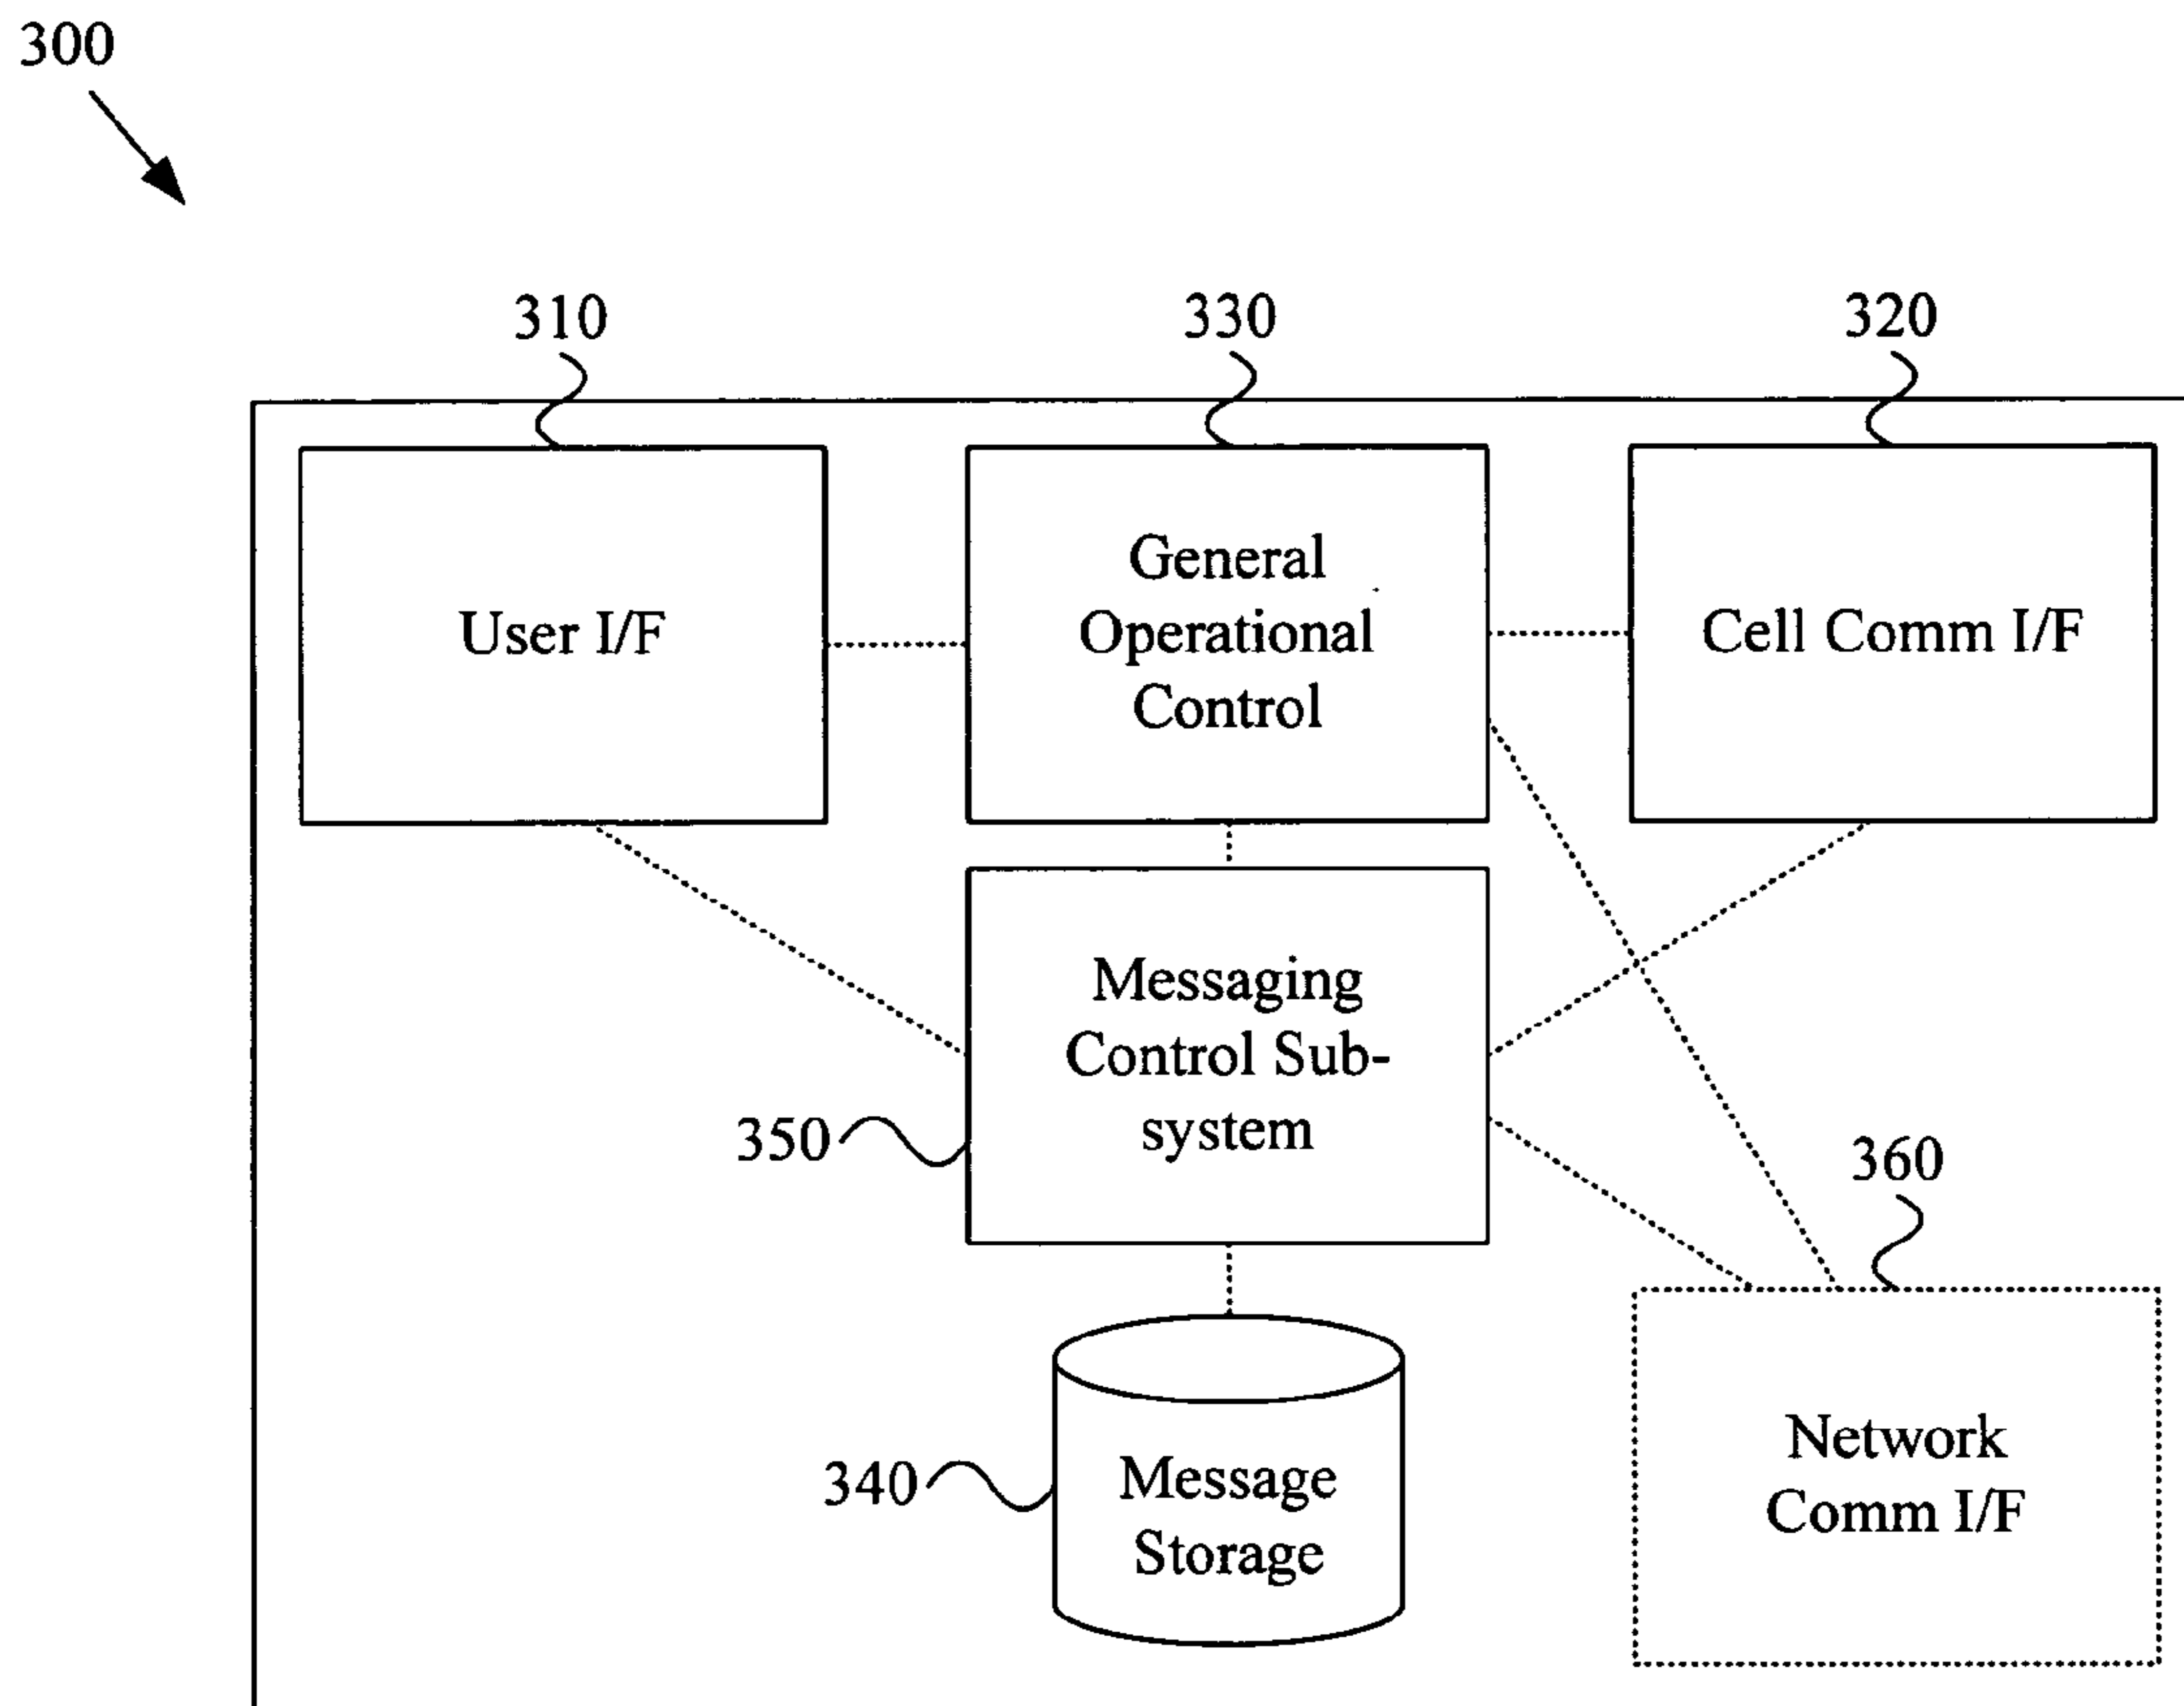 300
310
330
320
User I/F
General
Operational
Control
Cell Comm I/F
Messaging
Control Sub-
system
350
360
340
Message
Storage
Network
Comm I/F